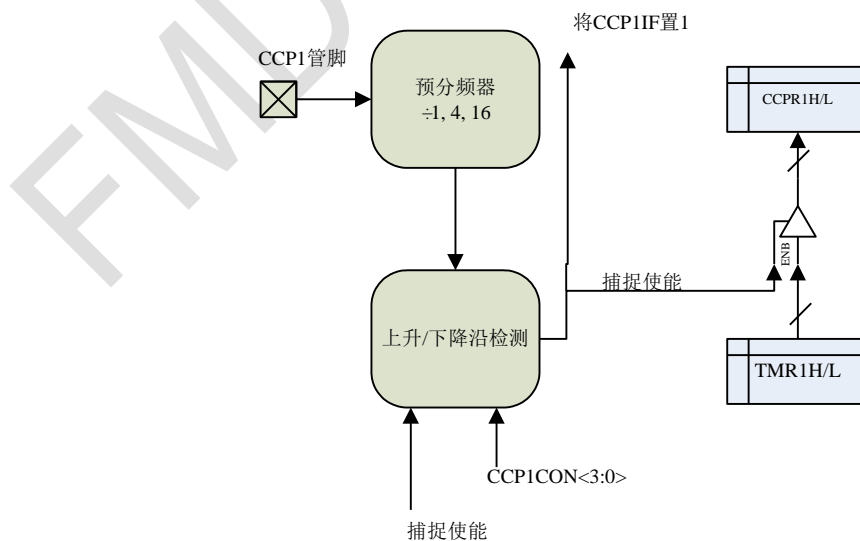 将CCP1IF置1
CCP1管脚
预分频器
÷1, 4, 16
CCPR1H/L
ENB
捕捉使能
上升/下降沿检测
TMR1H/L
CCP1CON<3:0>
捕捉使能
FMD